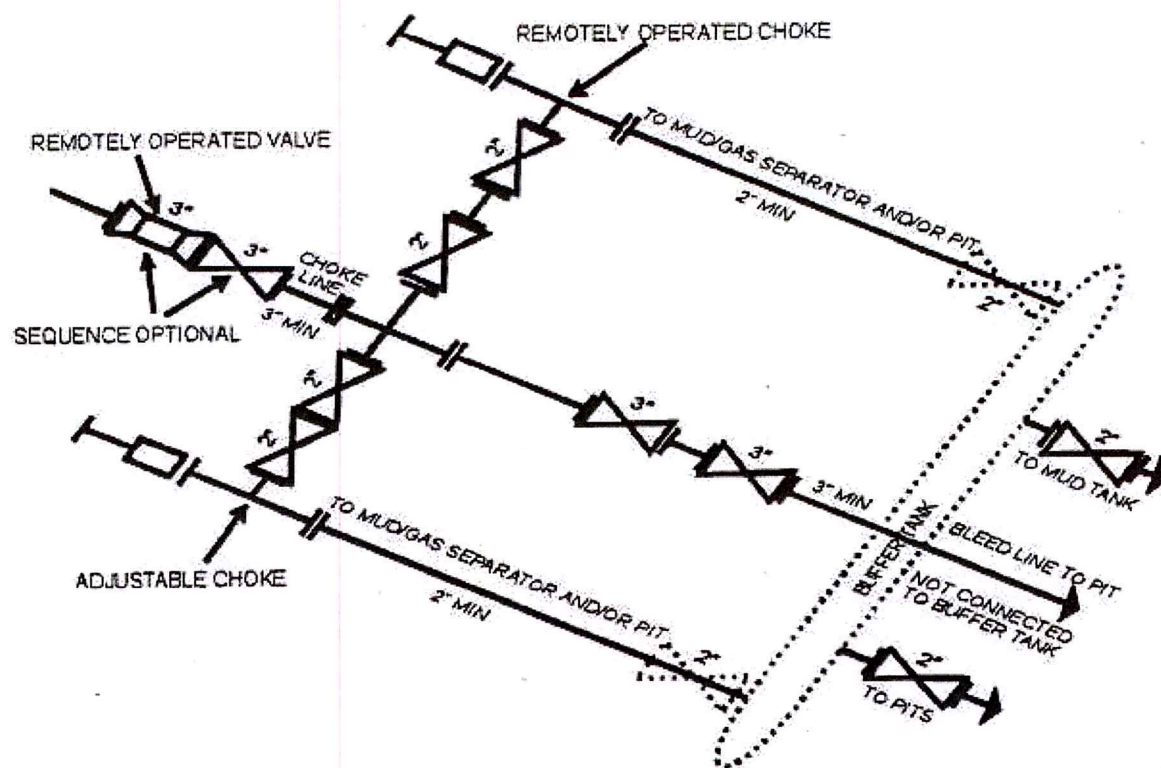 REMOTELY OPERATED CHOKE
REMOTELY OPERATED VALVE
TO MUD/GAS SEPARATOR AND/OR PIT
2" MIN
2"
2"
2"
3"
3"
CHOKE
LINE
3" MIN
SEQUENCE OPTIONAL
2"
2"
3"
3"
3" MIN
2"
TO MUD TANK
BUFFER TANK
BLEED LINE TO PIT
NOT CONNECTED
TO BUFFER TANK
ADJUSTABLE CHOKE
TO MUD/GAS SEPARATOR AND/OR PIT
2" MIN
2"
2"
TO PITS